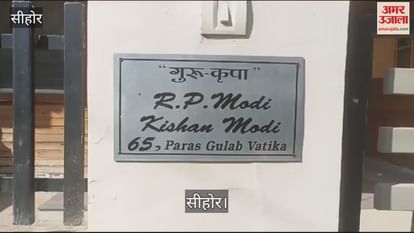 सीहोर
अमर उजाला
amarujala.com
"गुरू-कृपा"
R.P.Modi
Kishan Modi
65, Paras Gulab Vatika
सीहोर।